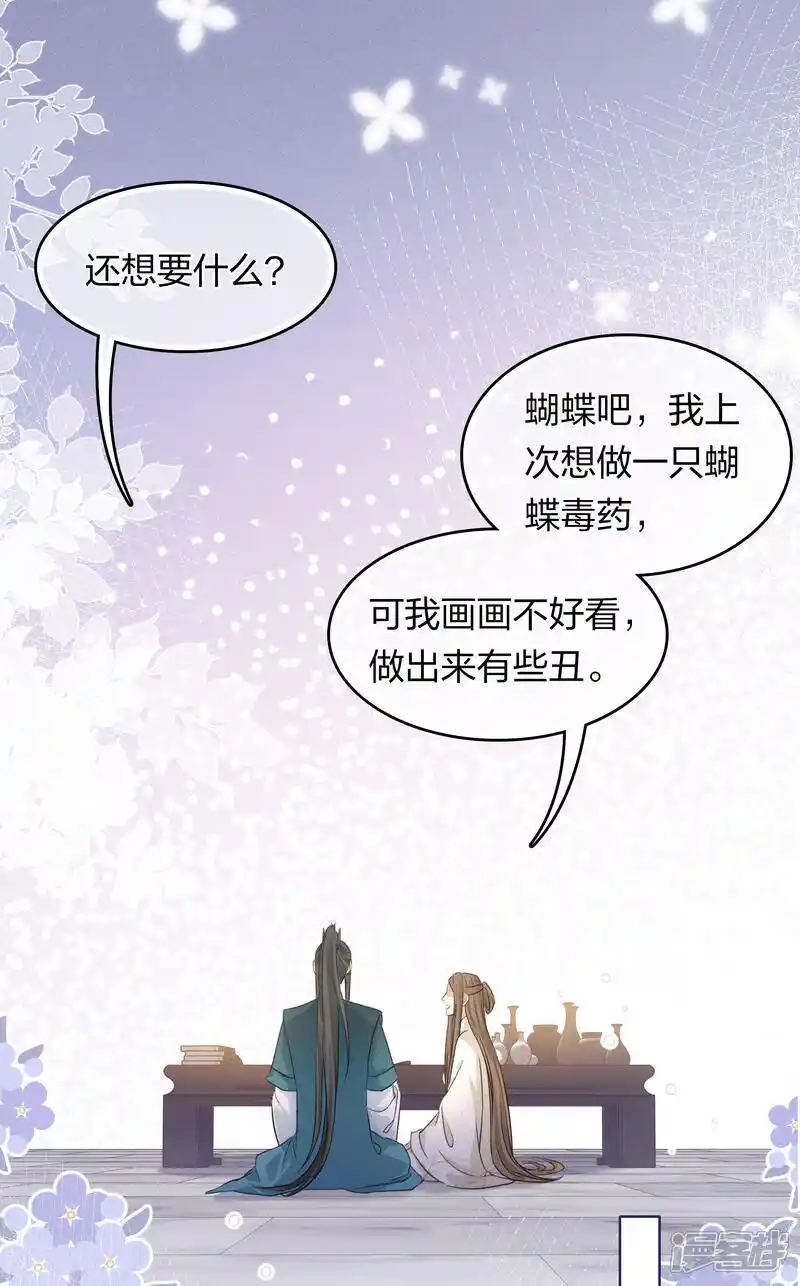 还想要什么？
蝴蝶吧，我上
次想做一只蝴
蝶毒药，
可我画画不好看，
做出来有些丑。
漫客栈